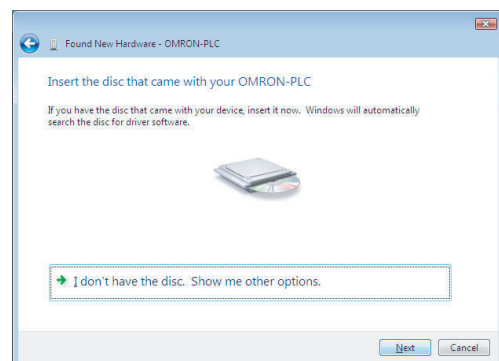 Found New Hardware - OMRON-PLC
Insert the disc that came with your OMRON-PLC
If you have the disc that came with your device, insert it now.  Windows will automatically
search the disc for driver software.
I don't have the disc.  Show me other options.
Next
Cancel